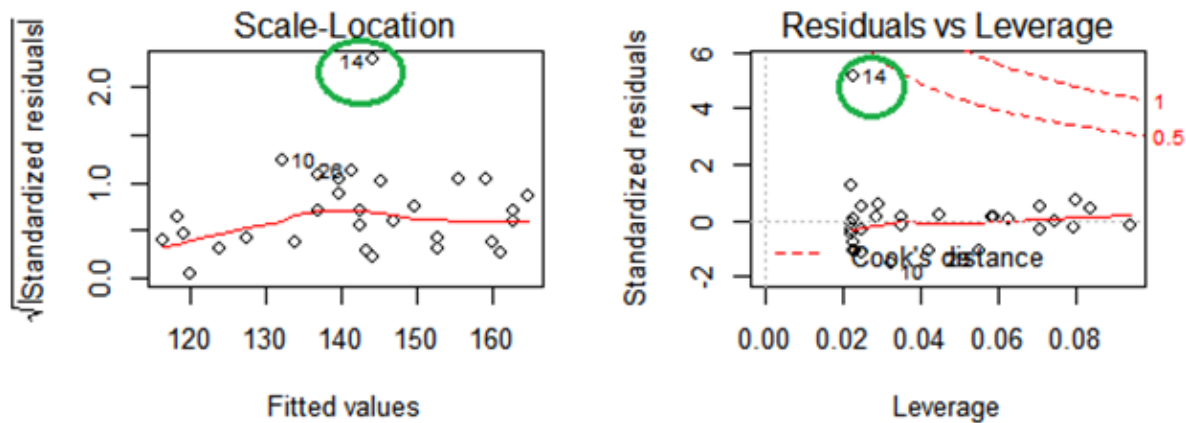 Scale-Location
√|Standardized residuals|
0.0 1.0 2.0
14
10 26
120 130 140 150 160
Fitted values
Residuals vs Leverage
Standardized residuals
-2 0 2 4 6
14
1
0.5
Cook's distance
10
0.00 0.02 0.04 0.06 0.08
Leverage